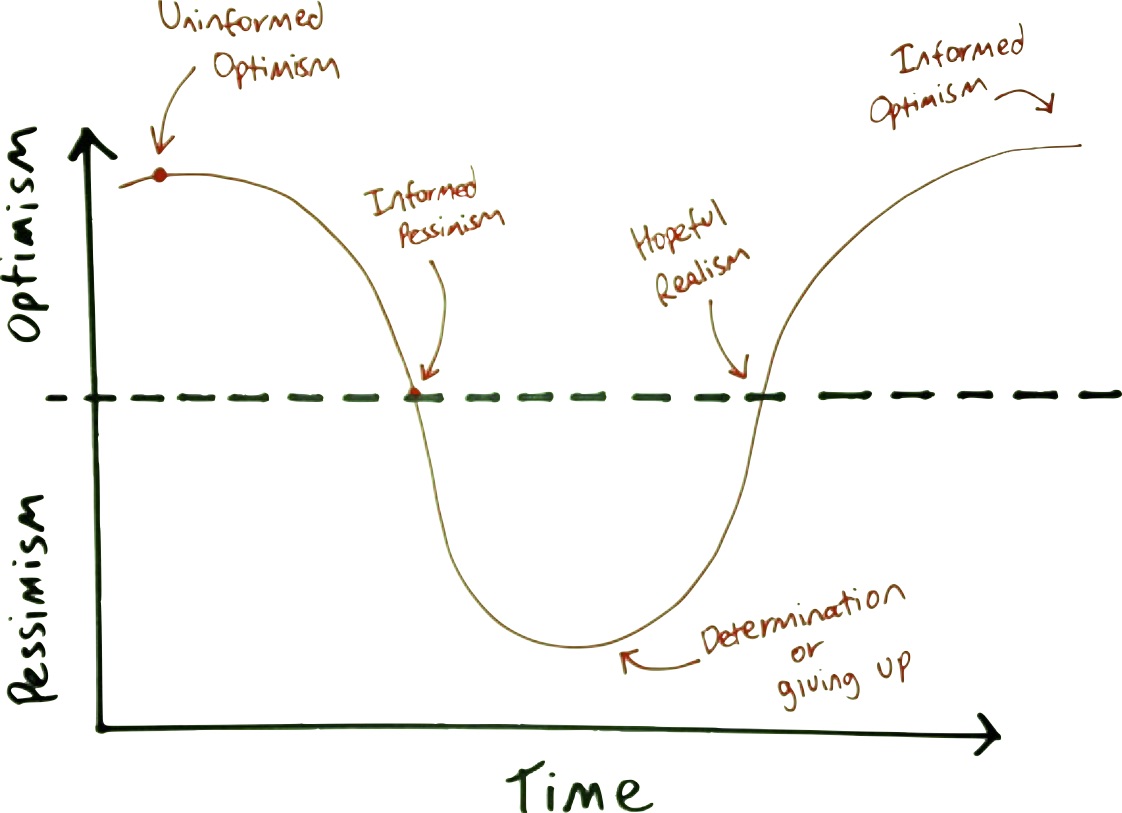 Uninformed
Optimism
Informed
Optimism
Informed
Pessimism
Hopeful
Realism
Optimism
Pessimism
Determination
or
giving up
Time